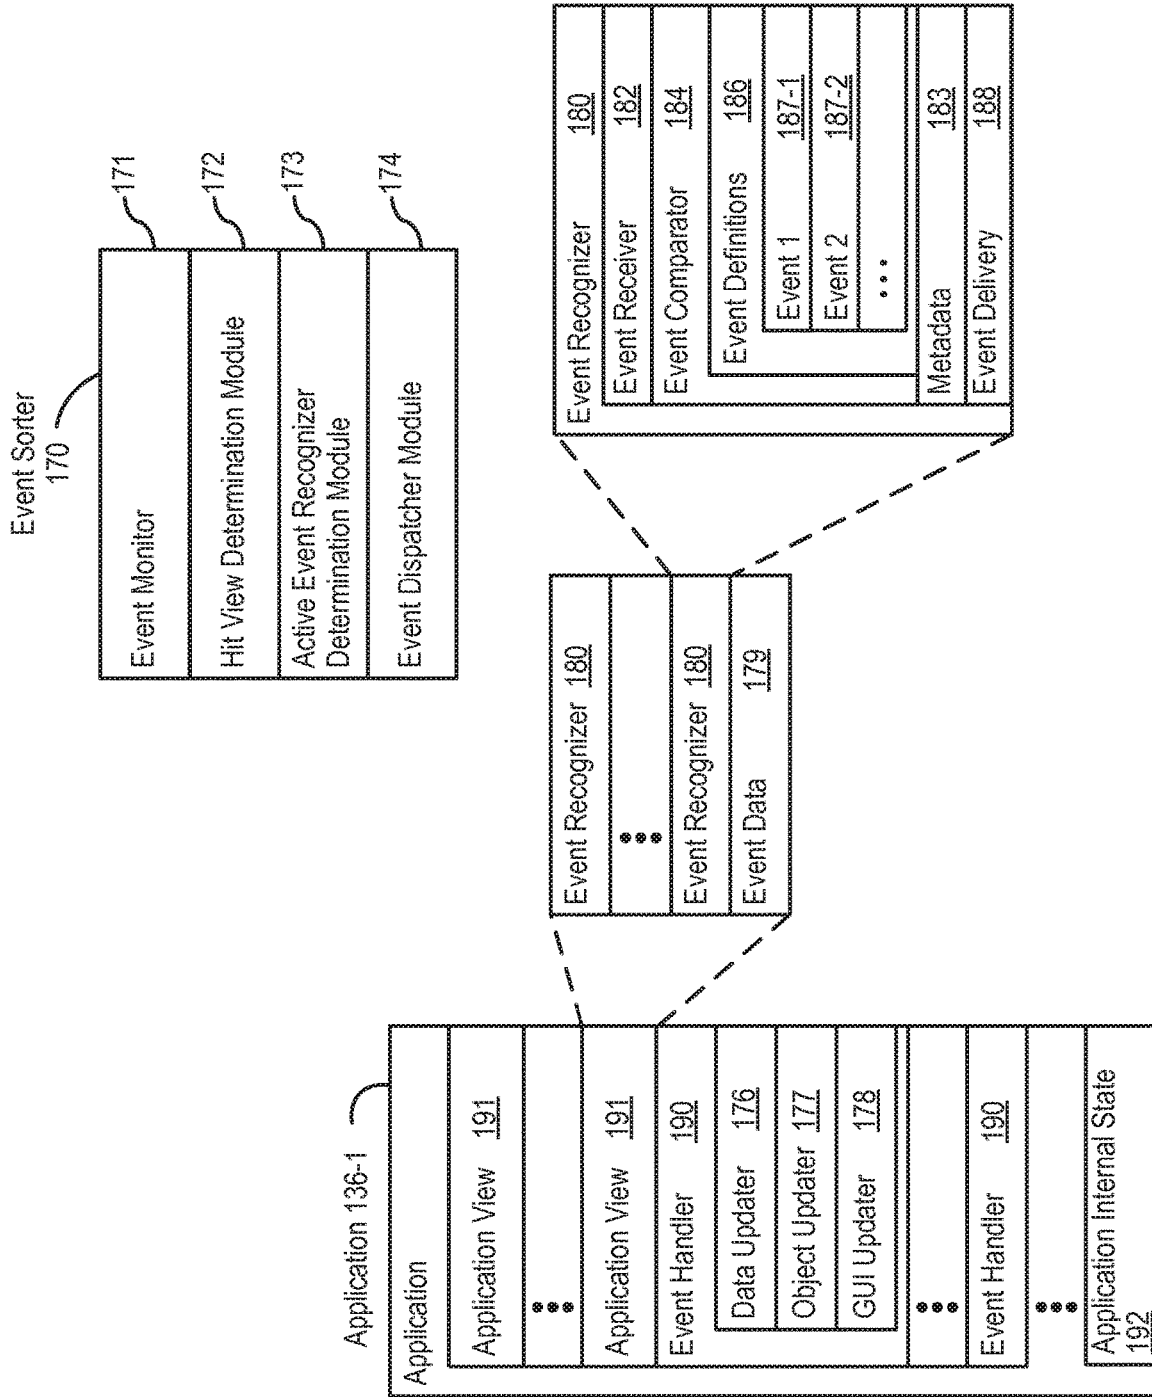 Event Sorter
170
Event Monitor
171
Hit View Determination Module
172
Active Event Recognizer
Determination Module
173
Event Dispatcher Module
174
Application 136-1
Application
Application View 191
•••
Application View 191
Event Handler 190
Data Updater 176
Object Updater 177
GUI Updater 178
•••
Event Handler 190
•••
Application Internal State
192
Event Recognizer 180
•••
Event Recognizer 180
Event Data 179
Event Recognizer 180
Event Receiver 182
Event Comparator 184
Event Definitions 186
Event 1 187-1
Event 2 187-2
•••
Metadata 183
Event Delivery 188